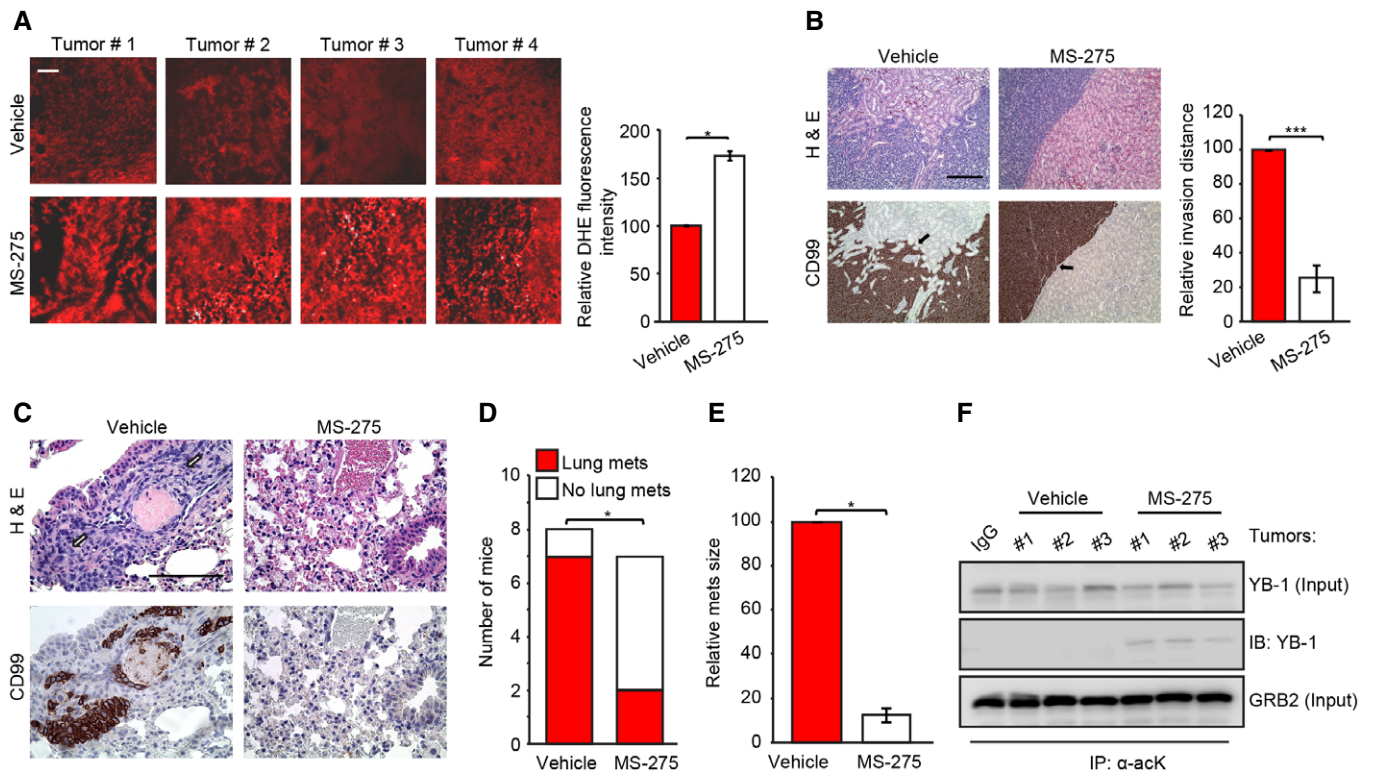 A
Tumor # 1
Tumor # 2
Tumor # 3
Tumor # 4
Vehicle
MS-275
Relative DHE fluorescence
intensity
200
150
100
50
0
*
Vehicle
MS-275
B
Vehicle
MS-275
H & E
CD99
Relative invasion distance
120
100
80
60
40
20
0
***
Vehicle
MS-275
C
Vehicle
MS-275
H & E
CD99
D
Lung mets
No lung mets
Number of mice
10
8
6
4
2
0
*
Vehicle
MS-275
E
Relative mets size
120
100
80
60
40
20
0
*
Vehicle
MS-275
F
Vehicle
MS-275
IgG
#1
#2
#3
#1
#2
#3
Tumors:
YB-1 (Input)
IB: YB-1
GRB2 (Input)
IP: α-acK